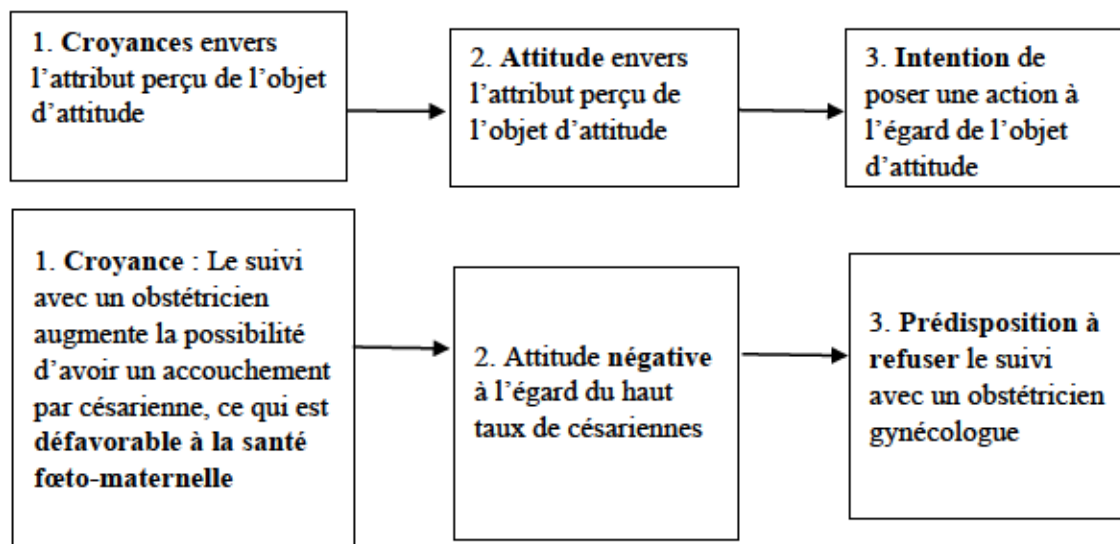 1. Croyances envers
l’attribut perçu de l’objet
d’attitude
2. Attitude envers
l’attribut perçu de
l’objet d’attitude
3. Intention de
poser une action à
l’égard de l’objet
d’attitude
1. Croyance : Le suivi
avec un obstétricien
augmente la possibilité
d’avoir un accouchement
par césarienne, ce qui est
défavorable à la santé
fœto-maternelle
2. Attitude négative
à l’égard du haut
taux de césariennes
3. Prédisposition à
refuser le suivi
avec un obstétricien
gynécologue